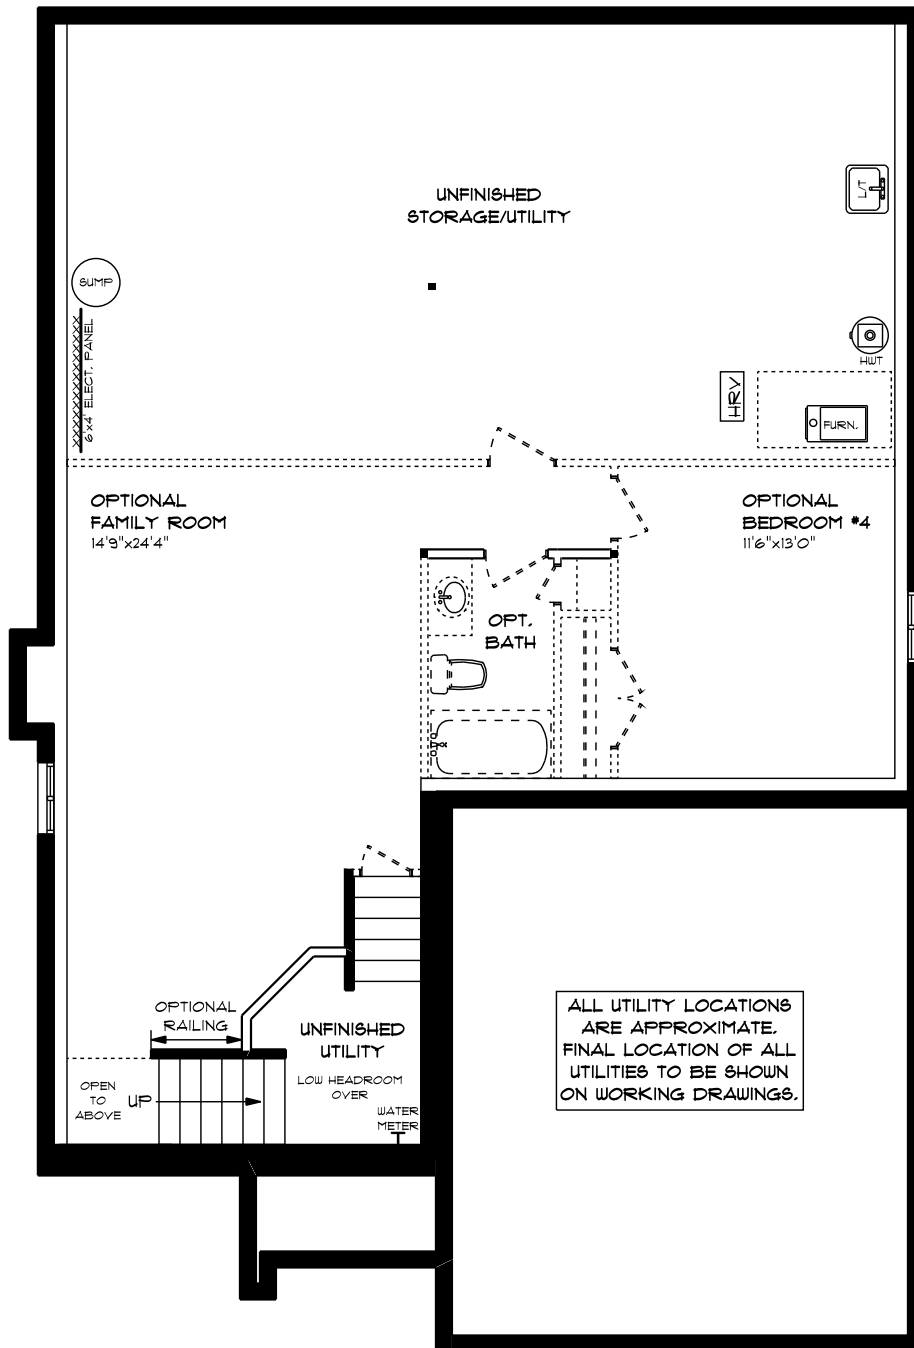 UNFINISHED
STORAGE/UTILITY
L/T
SUMP
6'x4' ELECT. PANEL
HWT
HRV
FURN.
OPTIONAL
FAMILY ROOM
14'9"x24'4"
OPTIONAL
BEDROOM #4
11'6"x13'0"
OPT.
BATH
OPTIONAL
RAILING
UNFINISHED
UTILITY
LOW HEADROOM
OVER
OPEN
TO
ABOVE
UP
WATER
METER
ALL UTILITY LOCATIONS
ARE APPROXIMATE.
FINAL LOCATION OF ALL
UTILITIES TO BE SHOWN
ON WORKING DRAWINGS.